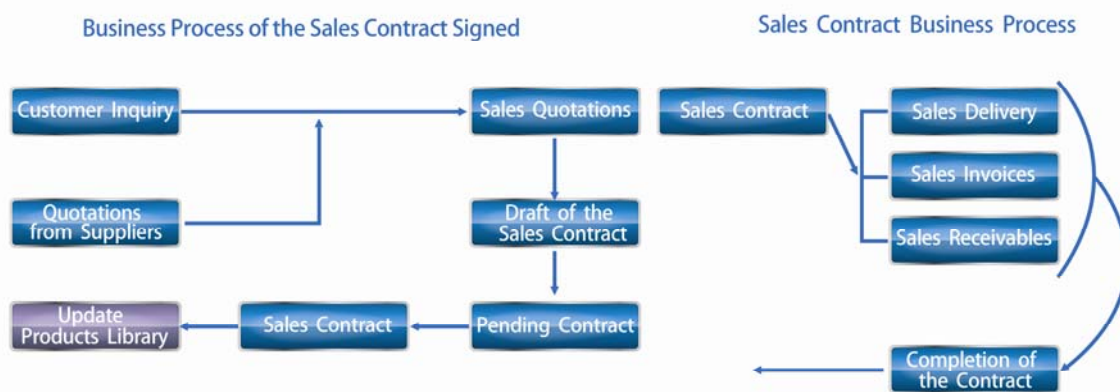 Business Process of the Sales Contract Signed
Customer Inquiry
Sales Quotations
Quotations
from Suppliers
Draft of the
Sales Contract
Update
Products Library
Sales Contract
Pending Contract
Sales Contract Business Process
Sales Contract
Sales Delivery
Sales Invoices
Sales Receivables
Completion of
the Contract